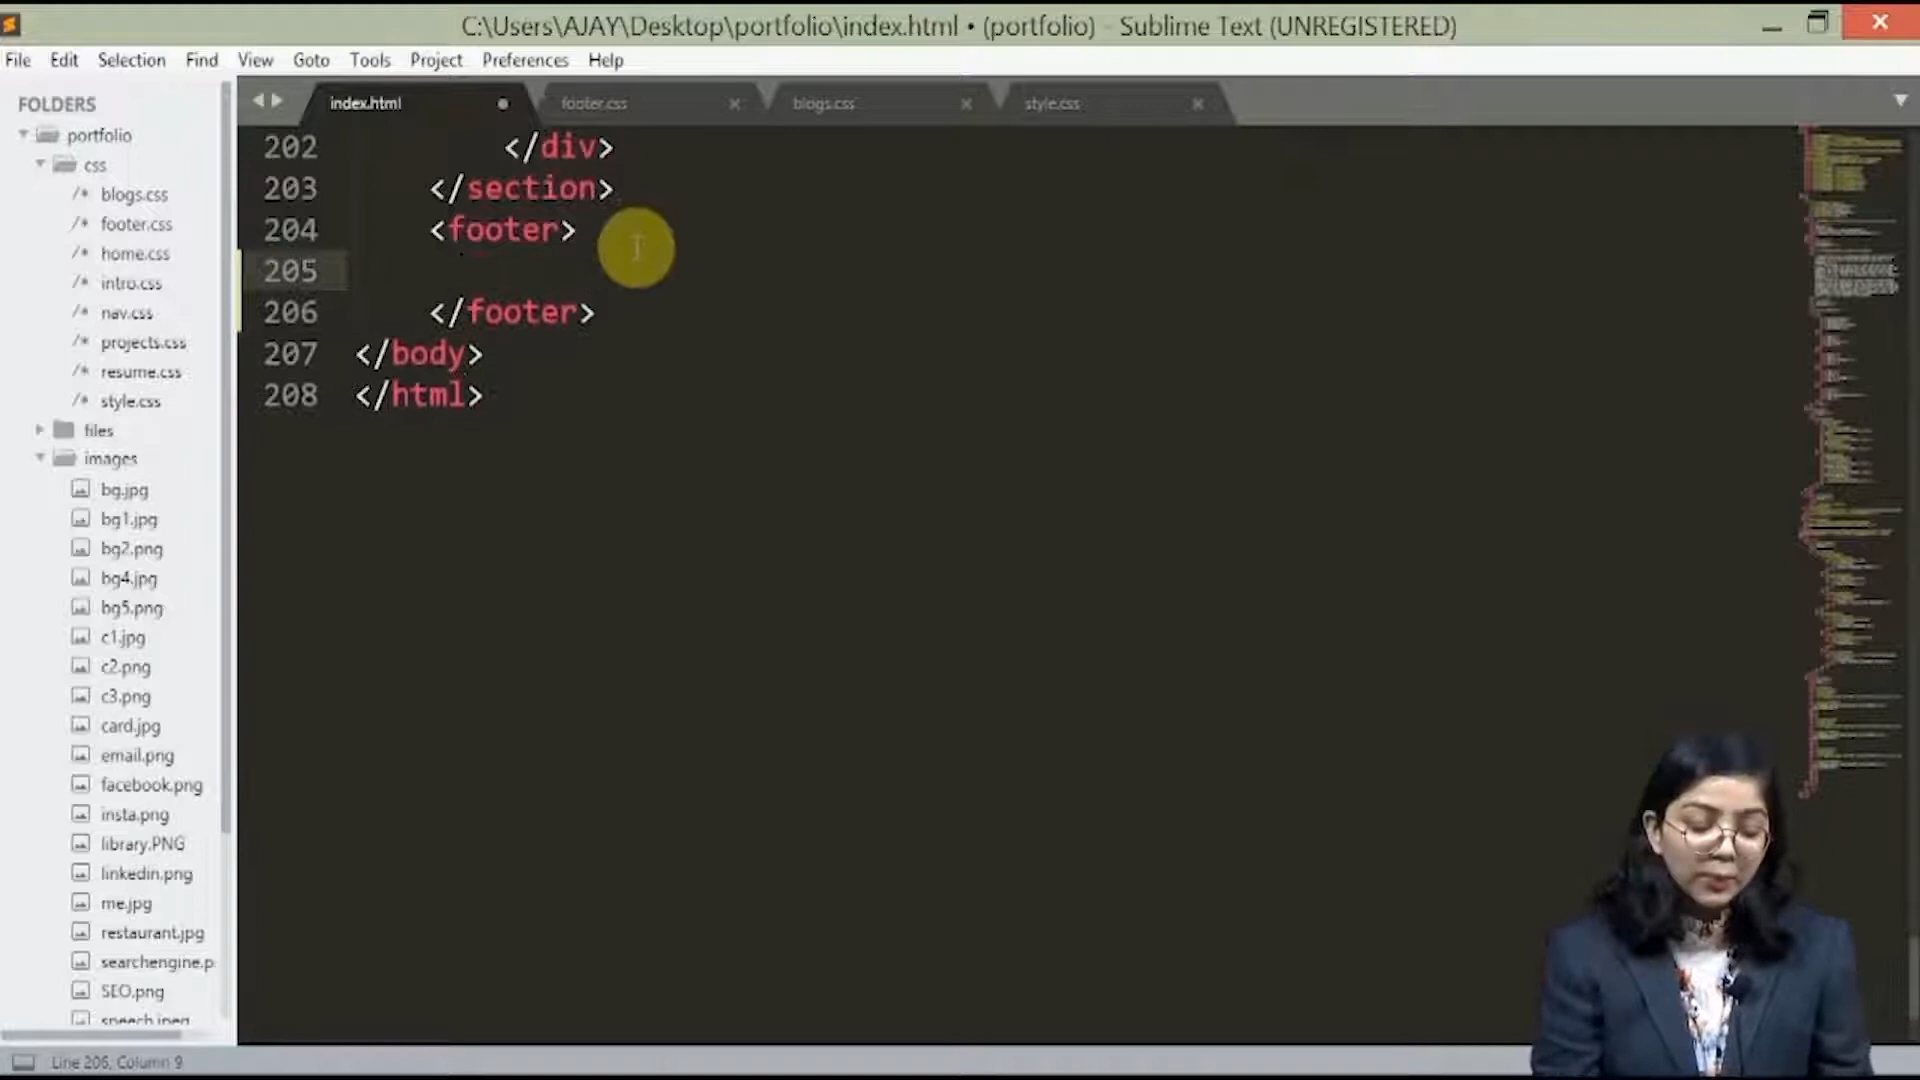 C:\Users\AJAY\Desktop\portfolio\index.html • (portfolio) - Sublime Text (UNREGISTERED)
File Edit Selection Find View Goto Tools Project Preferences Help
FOLDERS
portfolio
css
/* blogs.css
/* footer.css
/* home.css
/* intro.css
/* nav.css
/* projects.css
/* resume.css
/* style.css
files
images
bg.jpg
bg1.jpg
bg2.png
bg4.jpg
bg5.png
c1.jpg
c2.png
c3.png
card.jpg
email.png
facebook.png
insta.png
library.PNG
linkedin.png
me.jpg
restaurant.jpg
searchengine.p
SEO.png
speech.jpeg
index.html footer.css blogs.css style.css
202 </div>
203 </section>
204 <footer>
205
206 </footer>
207 </body>
208 </html>
Line 206, Column 9